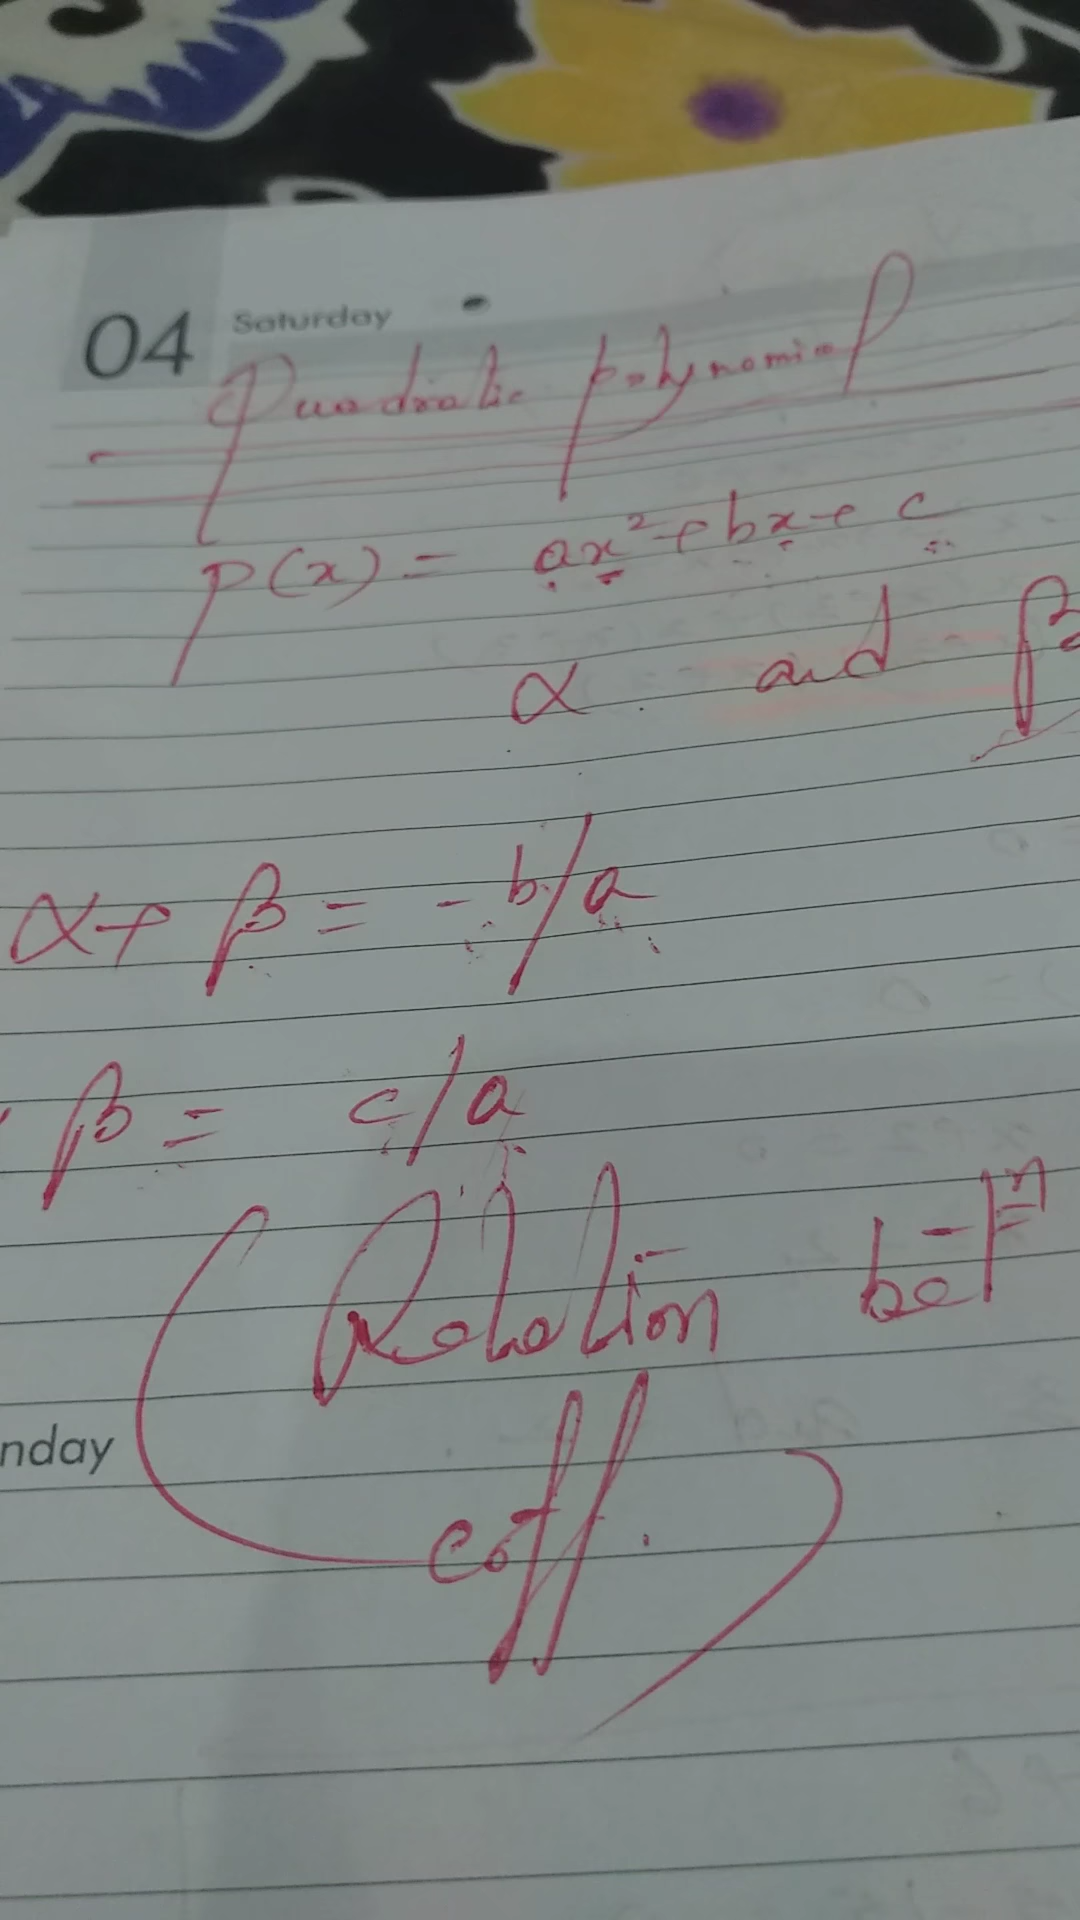 04 Saturday
Quadratic polynomial
p(x) = ax²+bx+c
α and β
α+β = -b/a
β = c/a
(Relation betn
nday
coff.)